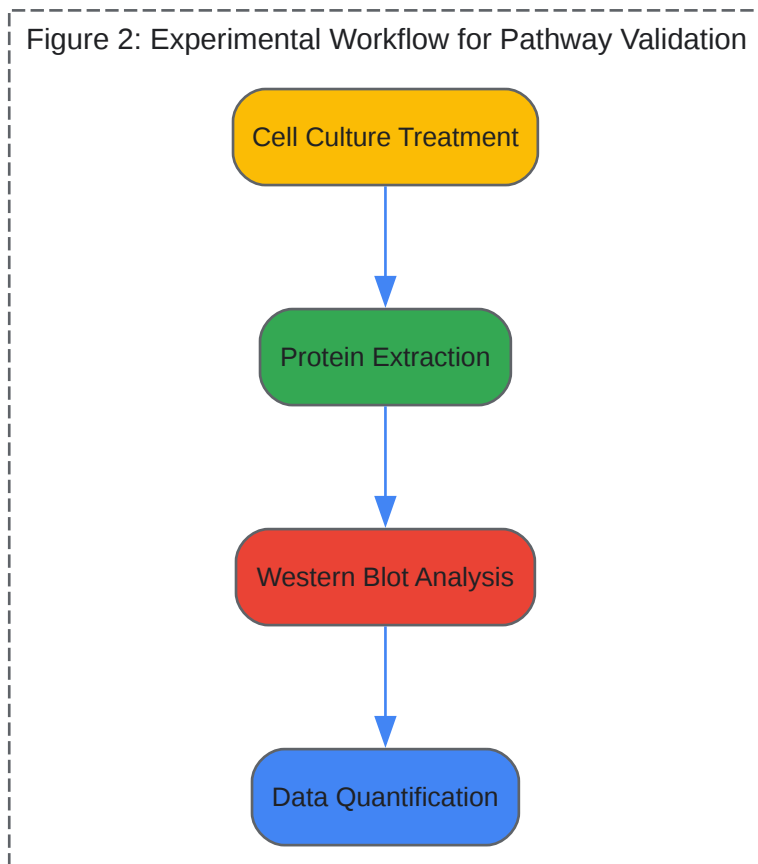 Figure 2: Experimental Workflow for Pathway Validation
Cell Culture Treatment
Protein Extraction
Western Blot Analysis
Data Quantification